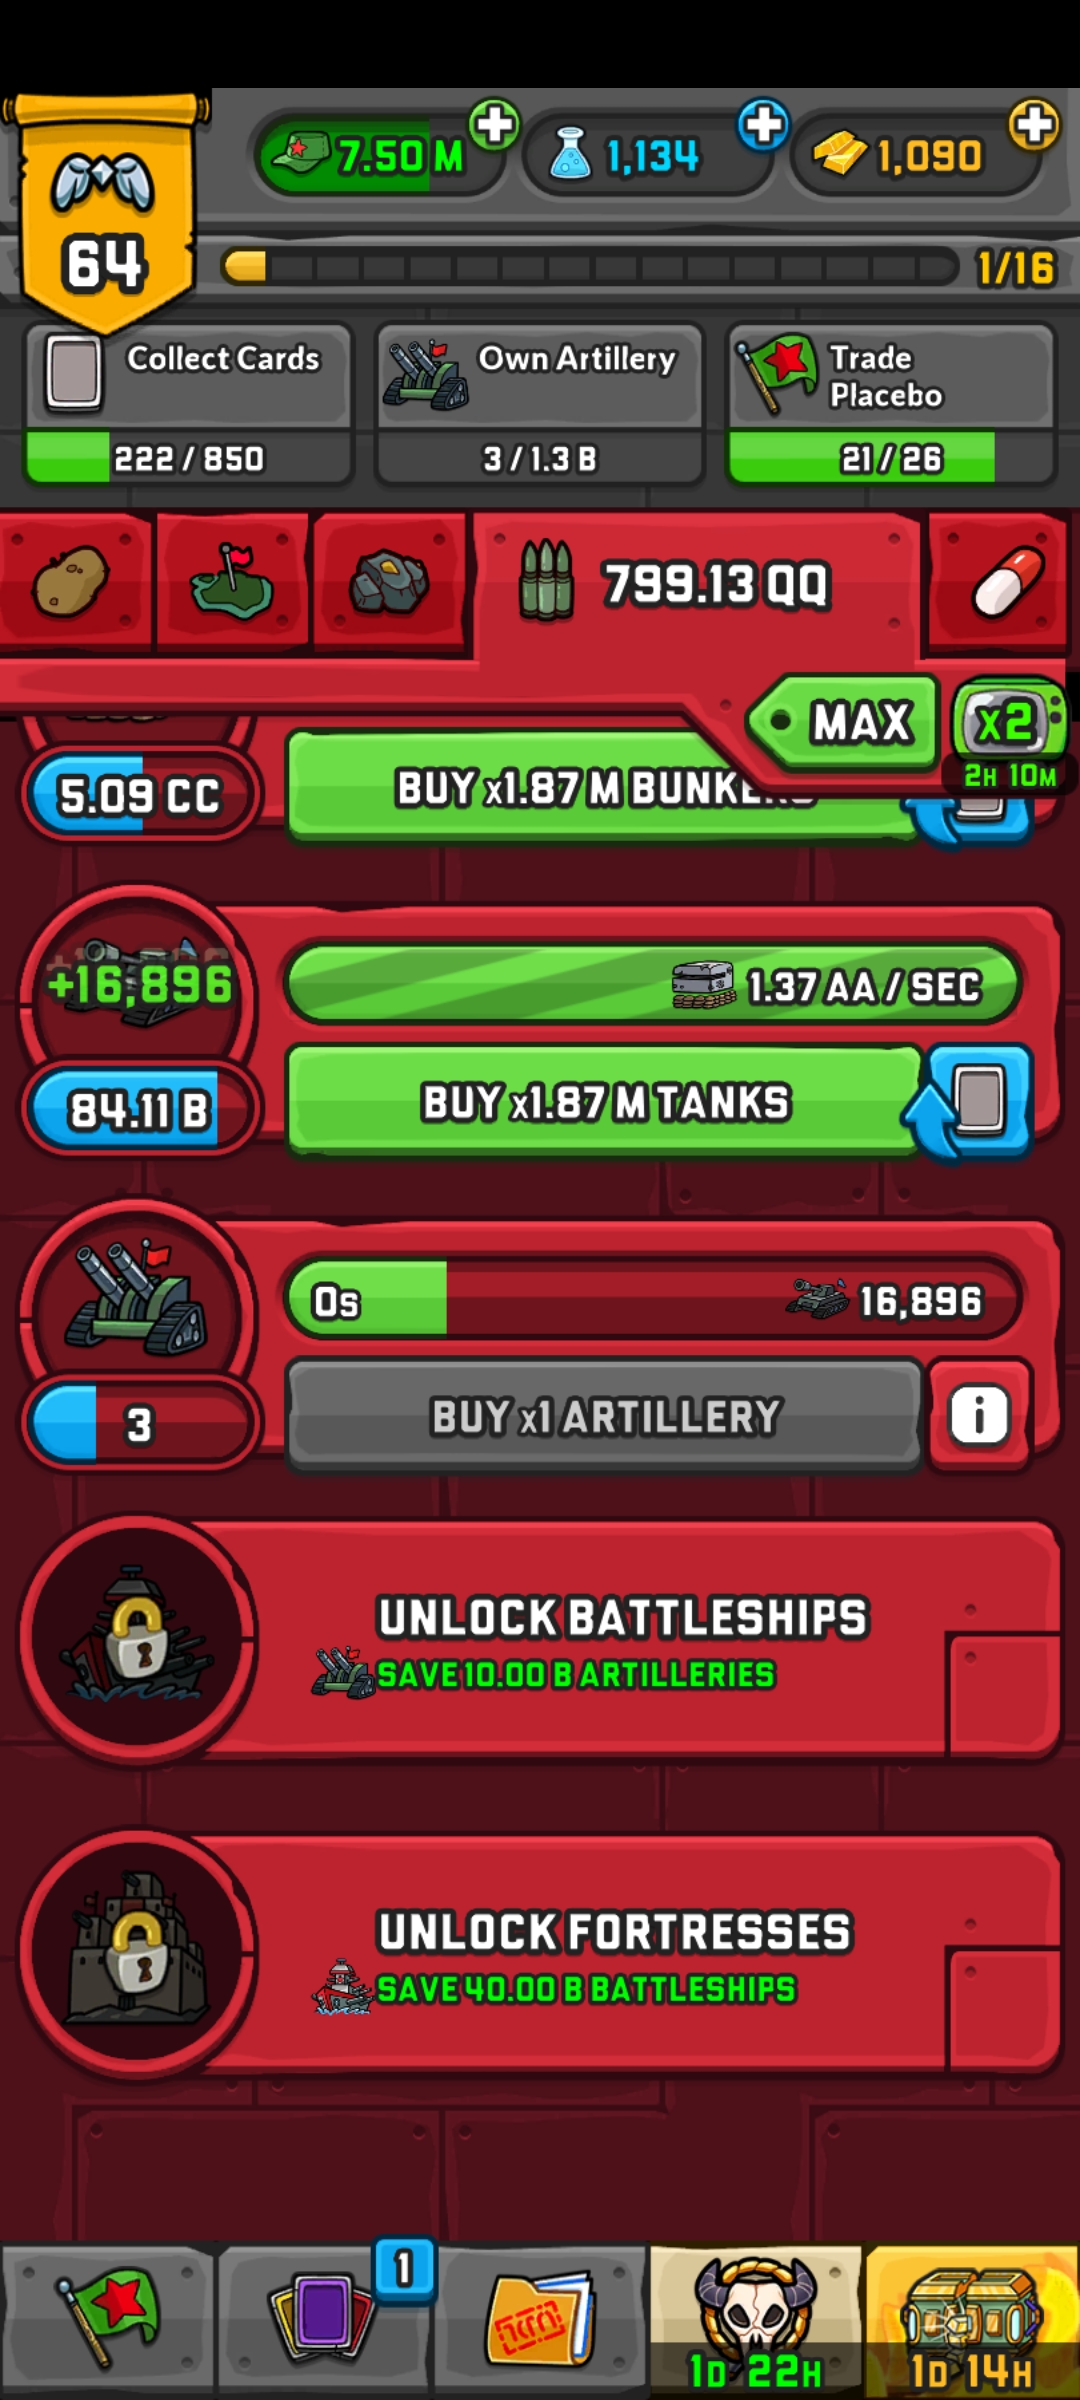 7.50 M
1,134
1,090
64
1/16
Collect Cards
222 / 850
Own Artillery
3 / 1.3 B
Trade
Placebo
21 / 26
799.13 QQ
MAX
x2
2H 10M
5.09 CC
BUY x1.87 M BUNKERS
+16,896
1.37 AA / SEC
84.11 B
BUY x1.87 M TANKS
0s
16,896
3
BUY x1 ARTILLERY
i
UNLOCK BATTLESHIPS
SAVE 10.00 B ARTILLERIES
UNLOCK FORTRESSES
SAVE 40.00 B BATTLESHIPS
1
1D 22H
1D 14H